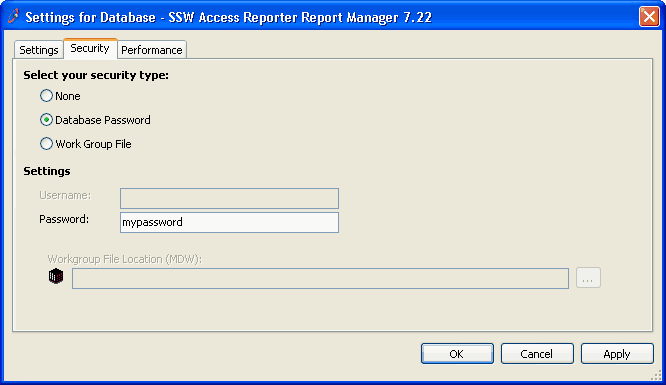 Settings for Database - SSW Access Reporter Report Manager 7.22
Settings Security Performance
Select your security type:
None
Database Password
Work Group File
Settings
Username:
Password: mypassword
Workgroup File Location (MDW):
...
OK Cancel Apply